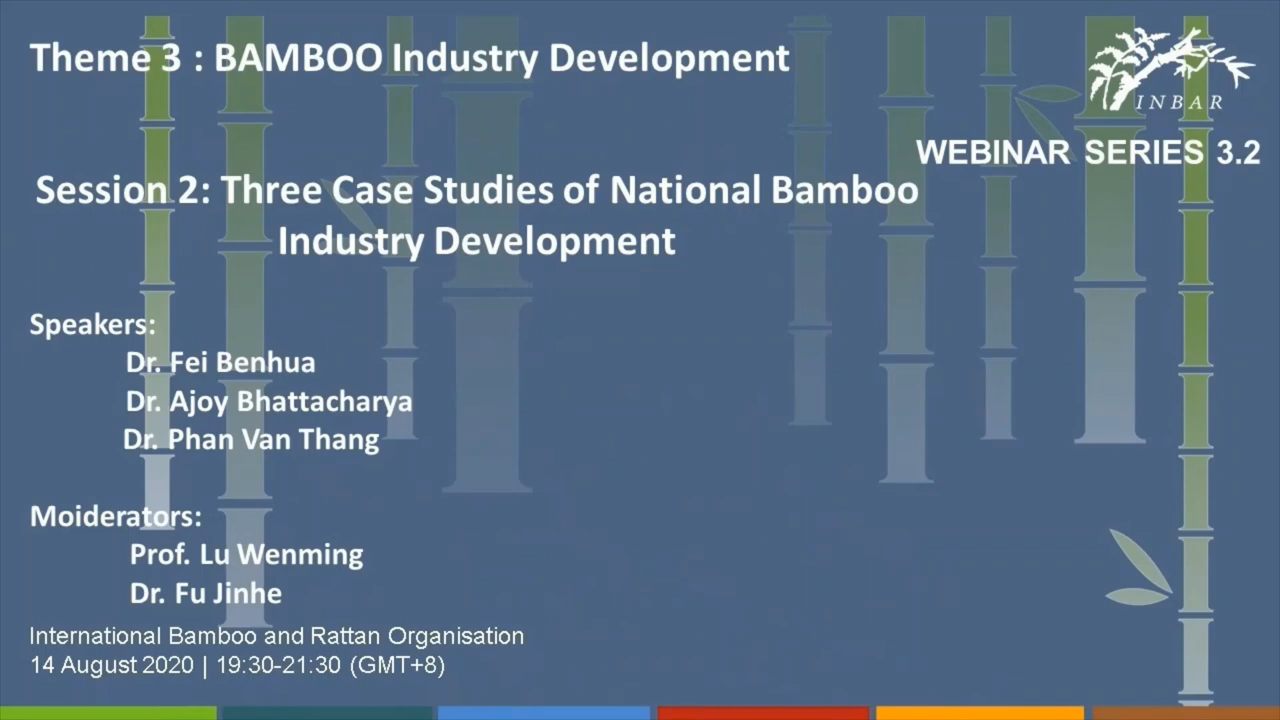 Theme 3 : BAMBOO Industry Development
INBAR
WEBINAR SERIES 3.2
Session 2: Three Case Studies of National Bamboo
Industry Development
Speakers:
Dr. Fei Benhua
Dr. Ajoy Bhattacharya
Dr. Phan Van Thang
Moiderators:
Prof. Lu Wenming
Dr. Fu Jinhe
International Bamboo and Rattan Organisation
14 August 2020 | 19:30-21:30 (GMT+8)